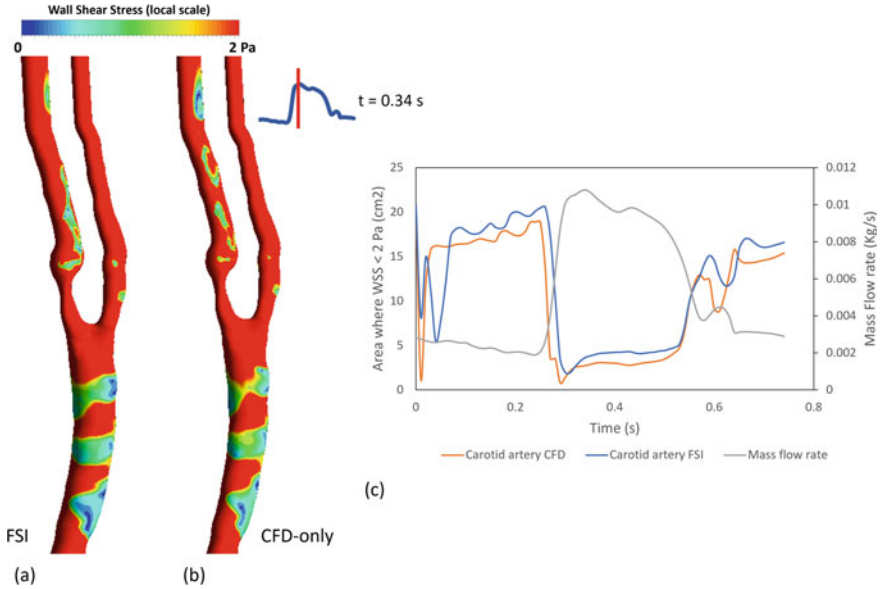 Wall Shear Stress (local scale)
0 2 Pa
t = 0.34 s
FSI
CFD-only
(a) (b)
25 0.012
20 0.01
15 0.008
10 0.006
5 0.004
0 0.002
0
Area where WSS < 2 Pa (cm2)
Mass Flow rate (Kg/s)
0 0.2 0.4 0.6 0.8
Time (s)
Carotid artery CFD Carotid artery FSI Mass flow rate
(c)